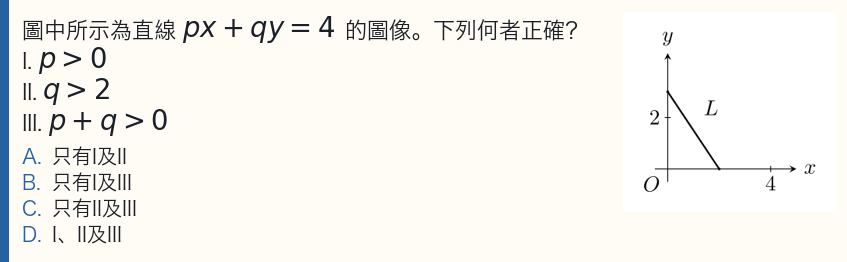 圖中所示為直線 px + qy = 4 的圖像。下列何者正確?
I. p > 0
II. q > 2
III. p + q > 0
A. 只有I及II
B. 只有I及III
C. 只有II及III
D. I、II及III
y
L
2
O
4
x